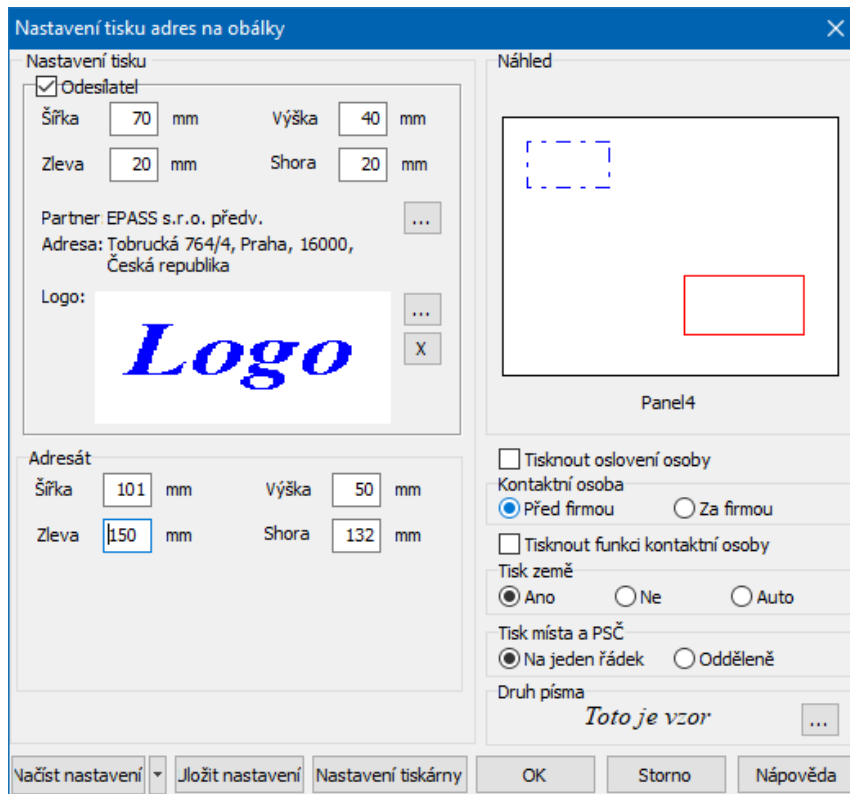 Nastavení tisku adres na obálky
Nastavení tisku
Odesílatel
Šířka 70 mm Výška 40 mm
Zleva 20 mm Shora 20 mm
Partner: EPASS s.r.o. předv. ...
Adresa: Tobrucká 764/4, Praha, 16000,
Česká republika
Logo: ...
Logo
X
Adresát
Šířka 101 mm Výška 50 mm
Zleva 150 mm Shora 132 mm
Náhled
Panel4
Tisknout oslovení osoby
Kontaktní osoba
Před firmou Za firmou
Tisknout funkci kontaktní osoby
Tisk země
Ano Ne Auto
Tisk místa a PSČ
Na jeden řádek Odděleně
Druh písma
Toto je vzor ...
Načíst nastavení Uložit nastavení Nastavení tiskárny OK Storno Nápověda